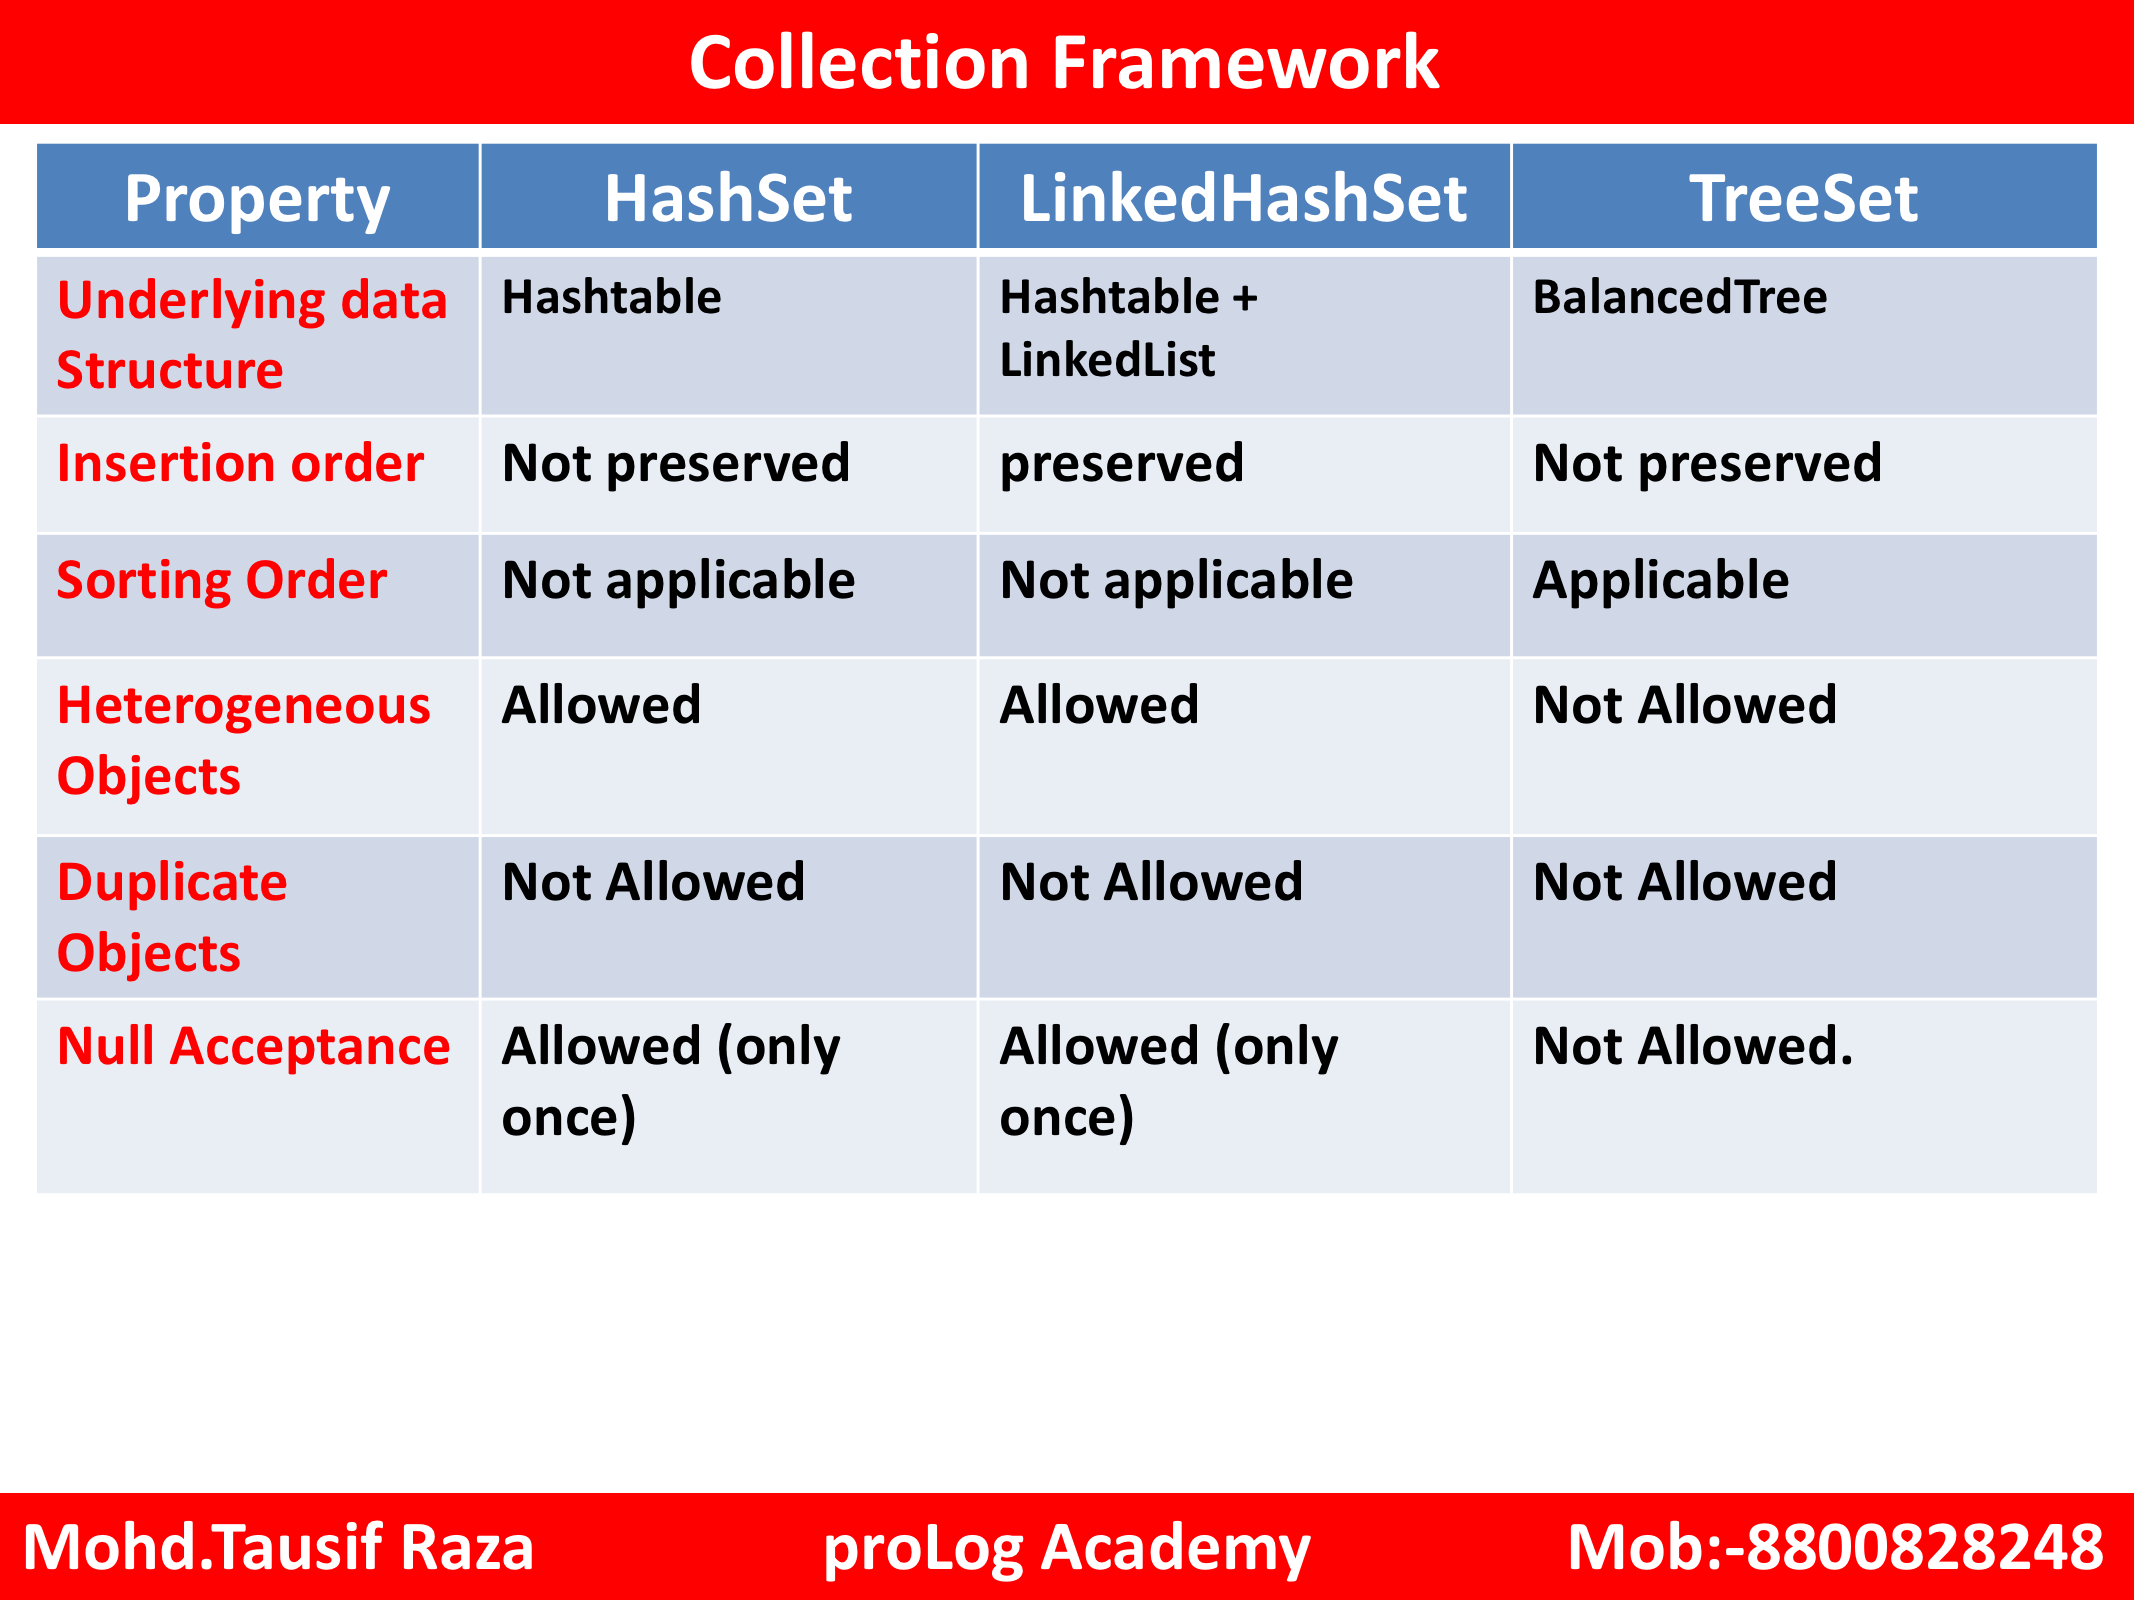 Collection Framework
Property HashSet LinkedHashSet TreeSet
Underlying data Structure Hashtable Hashtable + LinkedList BalancedTree
Insertion order Not preserved preserved Not preserved
Sorting Order Not applicable Not applicable Applicable
Heterogeneous Objects Allowed Allowed Not Allowed
Duplicate Objects Not Allowed Not Allowed Not Allowed
Null Acceptance Allowed (only once) Allowed (only once) Not Allowed.
Mohd.Tausif Raza proLog Academy Mob:-8800828248